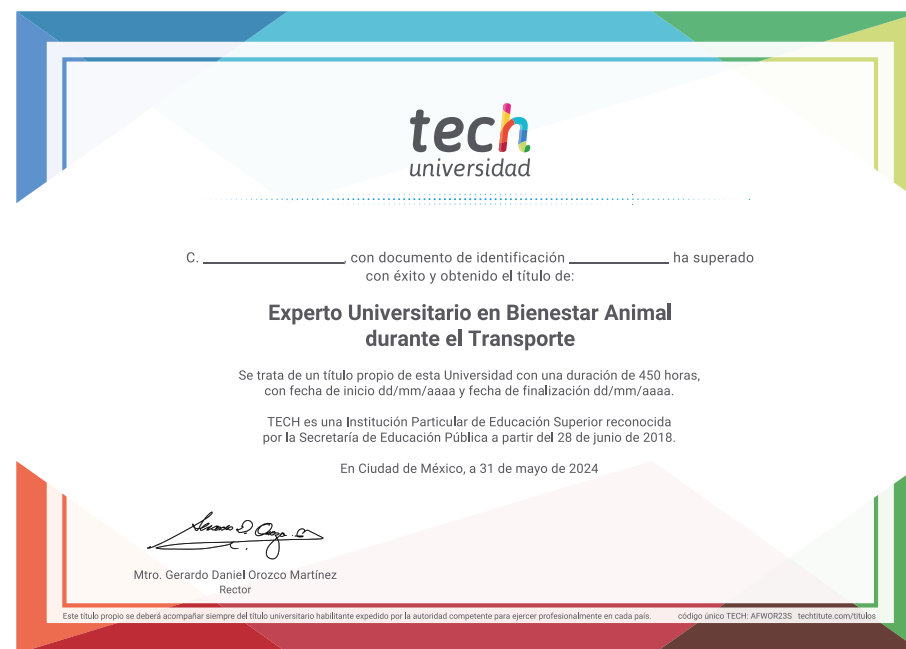 tech
universidad
C. ____________________, con documento de identificación ______________ ha superado
con éxito y obtenido el título de:
Experto Universitario en Bienestar Animal
durante el Transporte
Se trata de un título propio de esta Universidad con una duración de 450 horas,
con fecha de inicio dd/mm/aaaa y fecha de finalización dd/mm/aaaa.
TECH es una Institución Particular de Educación Superior reconocida
por la Secretaría de Educación Pública a partir del 28 de junio de 2018.
En Ciudad de México, a 31 de mayo de 2024
Mtro. Gerardo Daniel Orozco Martínez
Rector
Este título propio se deberá acompañar siempre del título universitario habilitante expedido por la autoridad competente para ejercer profesionalmente en cada país. código único TECH: AFWOR23S techtitute.com/titulos